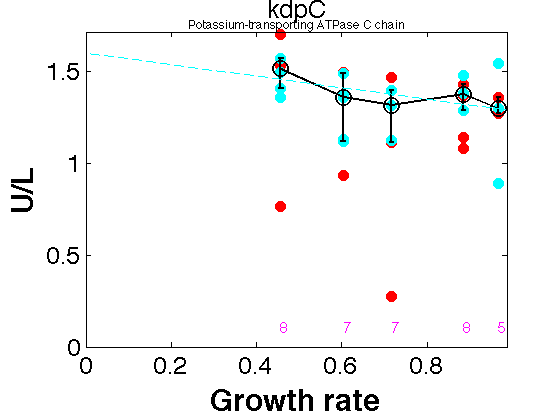 kdpC
Potassium-transporting ATPase C chain
1.5
1
0.5
0
U/L
8 7 7 8 5
0 0.2 0.4 0.6 0.8
Growth rate